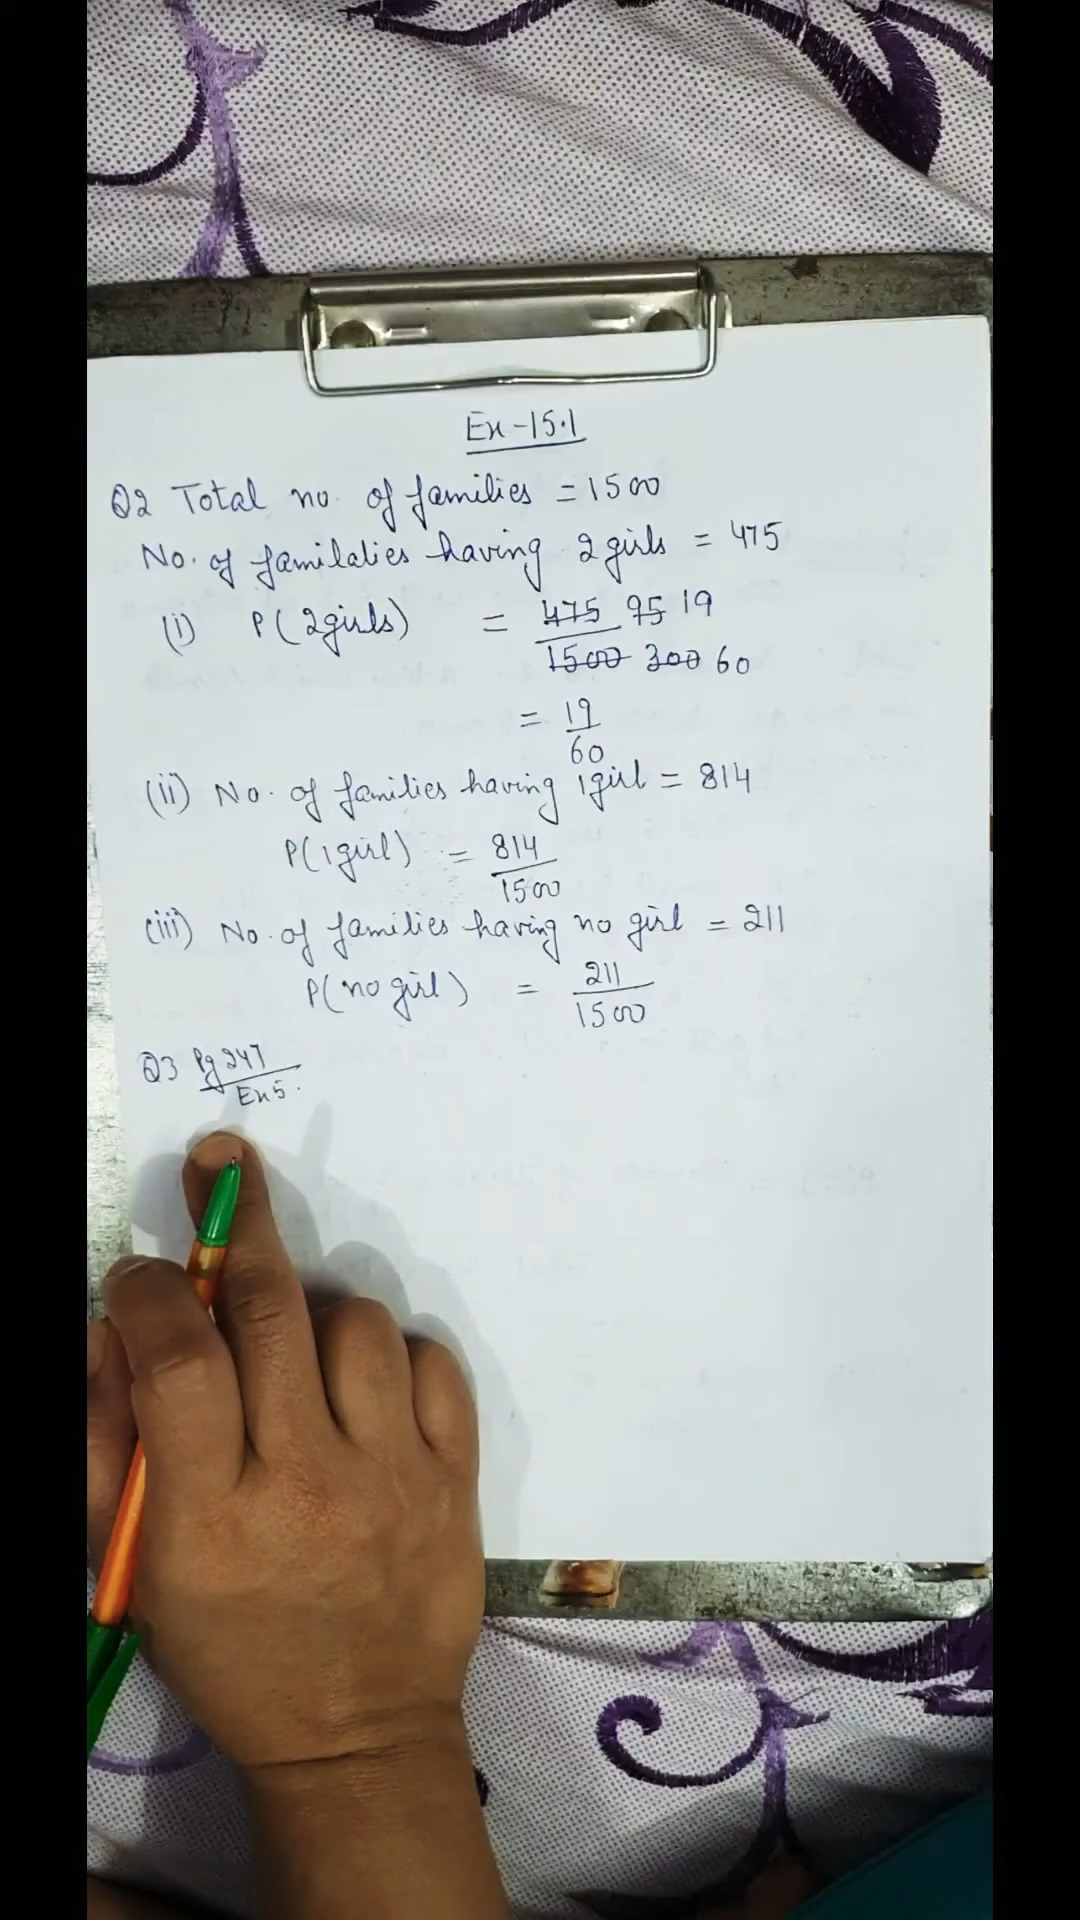 Ex-15.1
Q2 Total no. of families = 1500
No. of familalies having 2 girls = 475
(i) P(2girls) = 475 95 19
1500 300 60
= 19
60
(ii) No. of families having 1girl = 814
P(1girl) = 814
1500
(iii) No. of families having no girl = 211
P(no girl) = 211
1500
Q3 Pg 247
Ex 5.